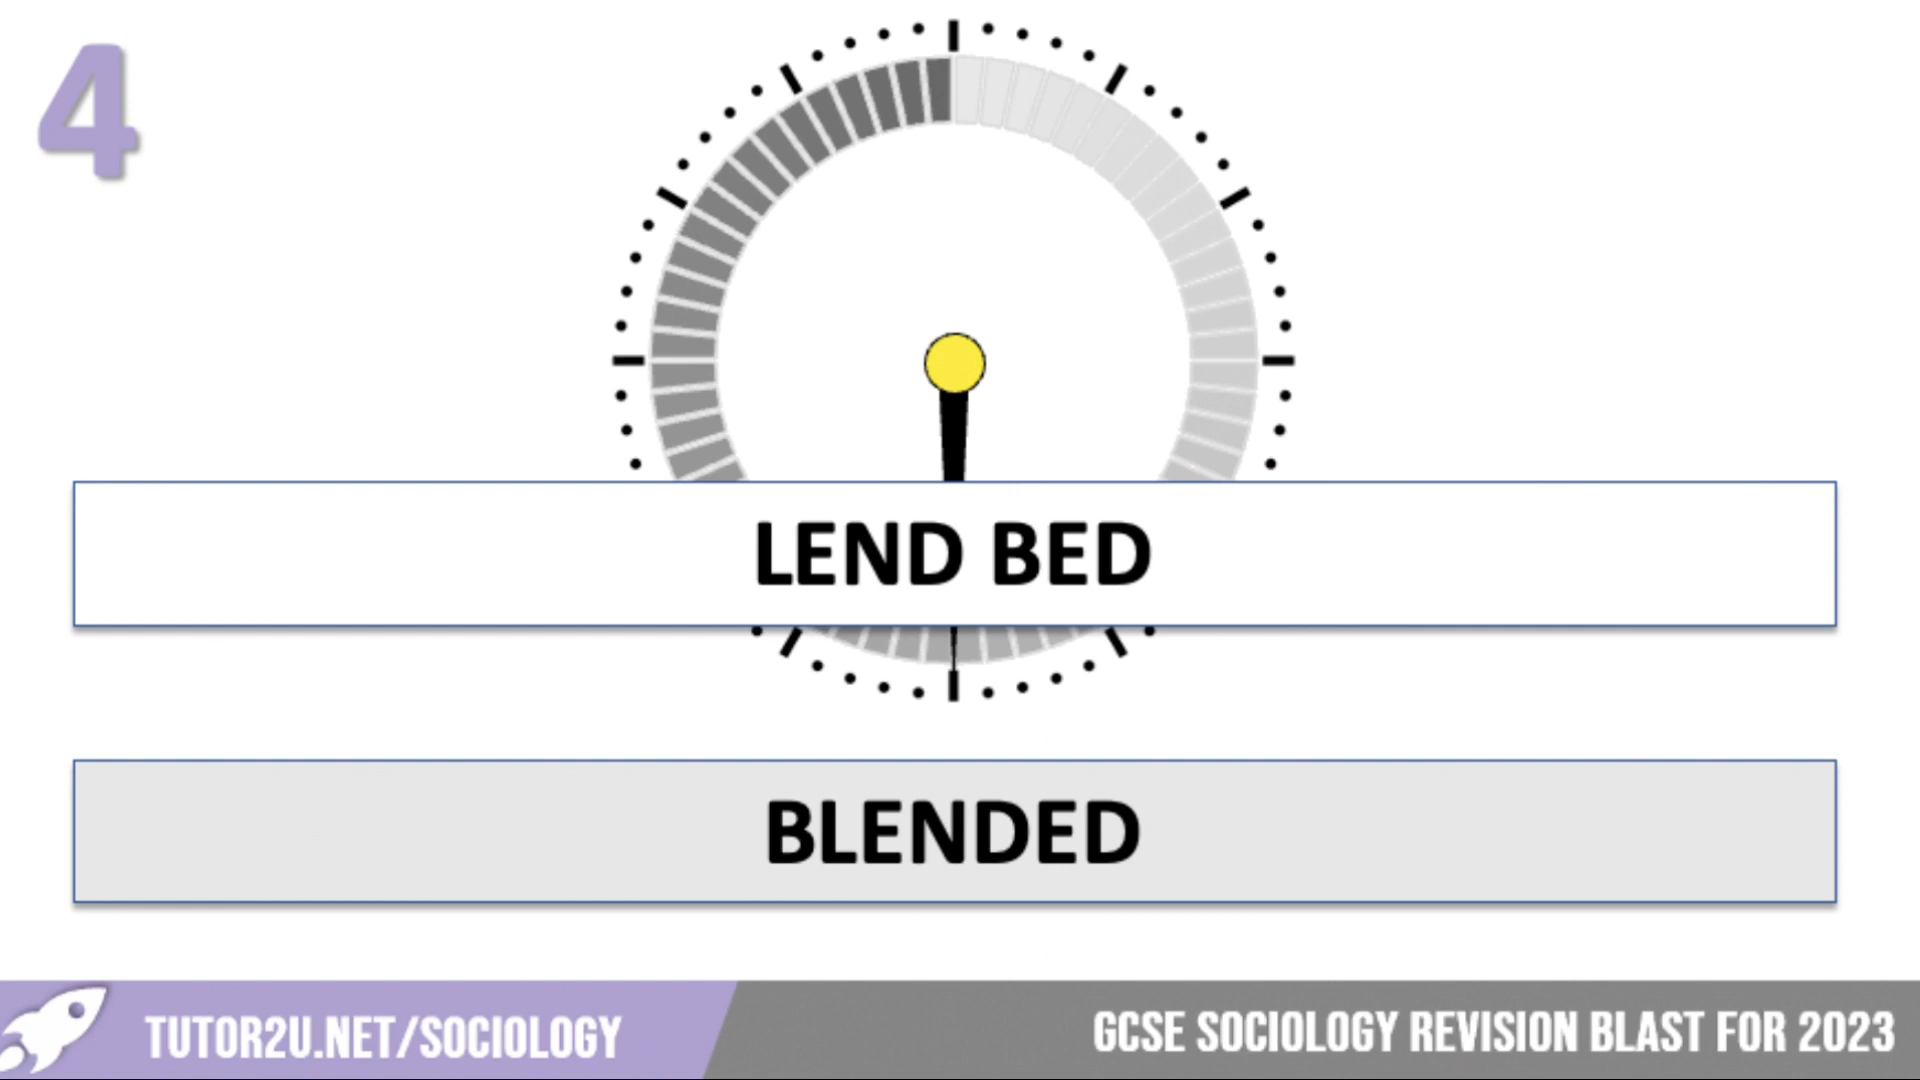 4
LEND BED
BLENDED
TUTOR2U.NET/SOCIOLOGY
GCSE SOCIOLOGY REVISION BLAST FOR 2023